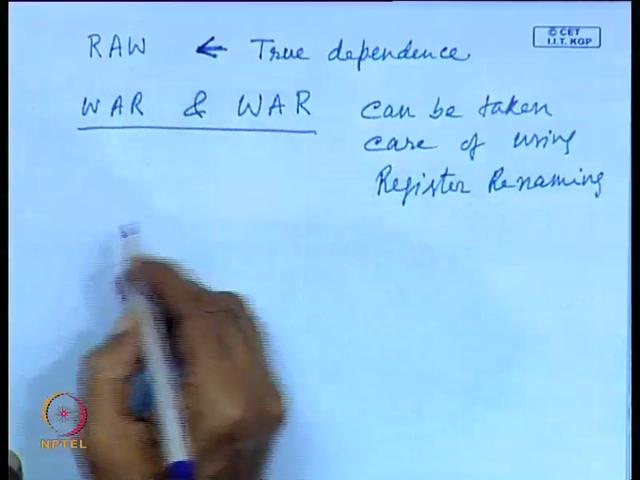 RAW ← True dependence
© CET
I.I.T. KGP
WAR & WAR can be taken
care of using
Register Renaming
NPTEL